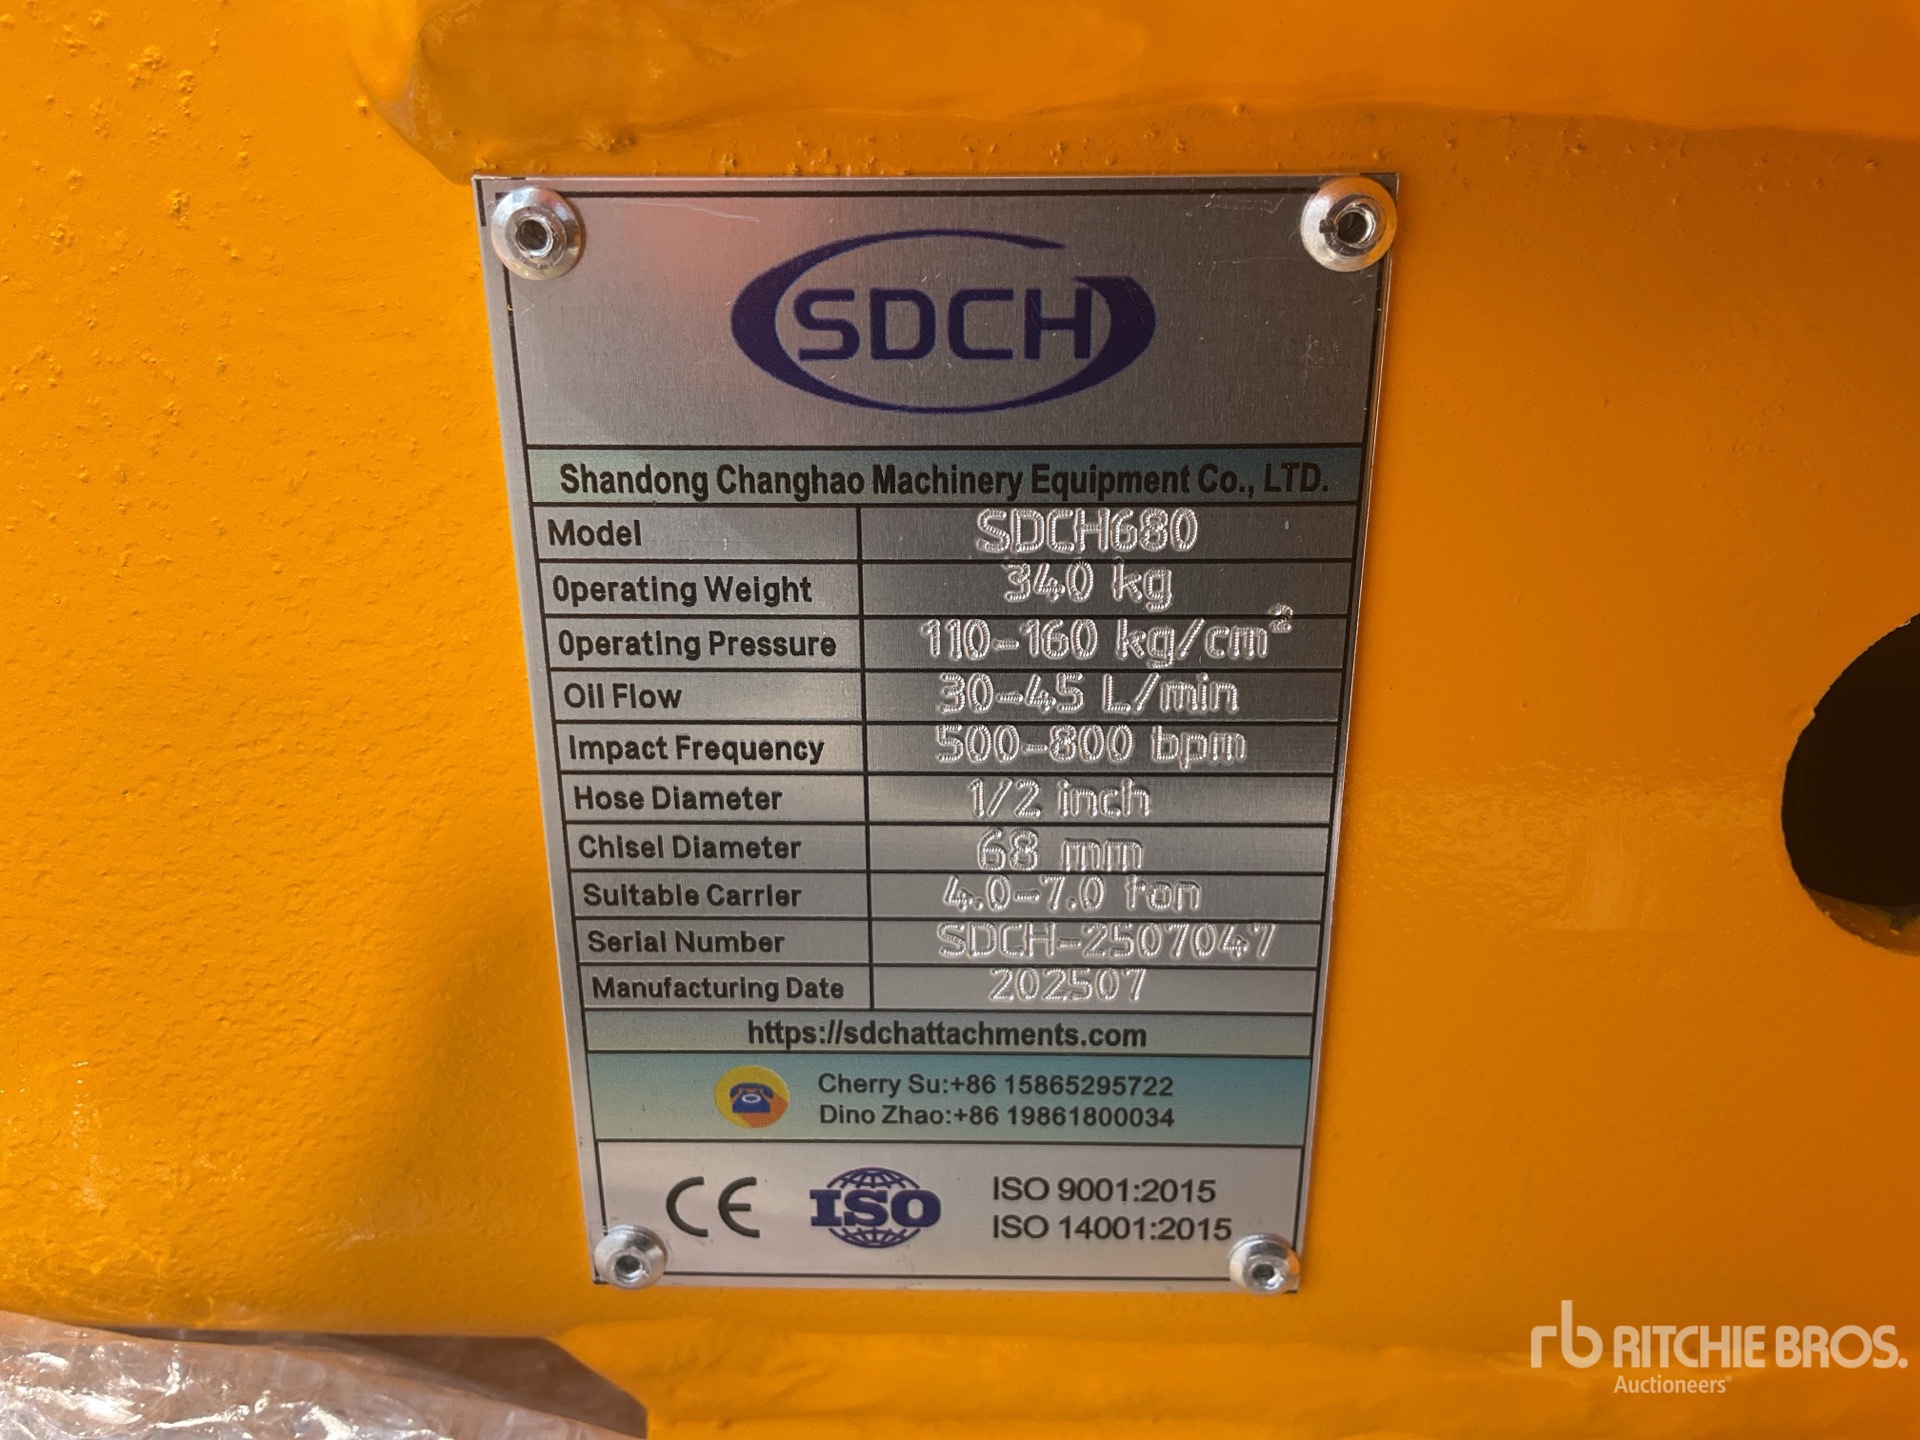 SDCH
Shandong Changhao Machinery Equipment Co., LTD.
Model SDCH680
Operating Weight 340 kg
Operating Pressure 110-160 kg/cm²
Oil Flow 30-45 L/min
Impact Frequency 500-800 bpm
Hose Diameter 1/2 inch
Chisel Diameter 68 mm
Suitable Carrier 4.0-7.0 ton
Serial Number SDCH-2507047
Manufacturing Date 202507
https://sdchattachments.com
Cherry Su:+86 15865295722
Dino Zhao:+86 19861800034
CE ISO ISO 9001:2015
ISO 14001:2015
rb RITCHIE BROS.
Auctioneers